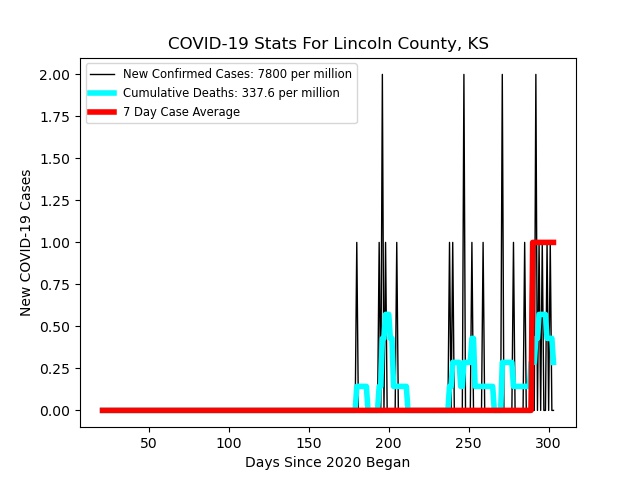 COVID-19 Stats For Lincoln County, KS
New Confirmed Cases: 7800 per million
Cumulative Deaths: 337.6 per million
7 Day Case Average
New COVID-19 Cases
2.00
1.75
1.50
1.25
1.00
0.75
0.50
0.25
0.00
50 100 150 200 250 300
Days Since 2020 Began